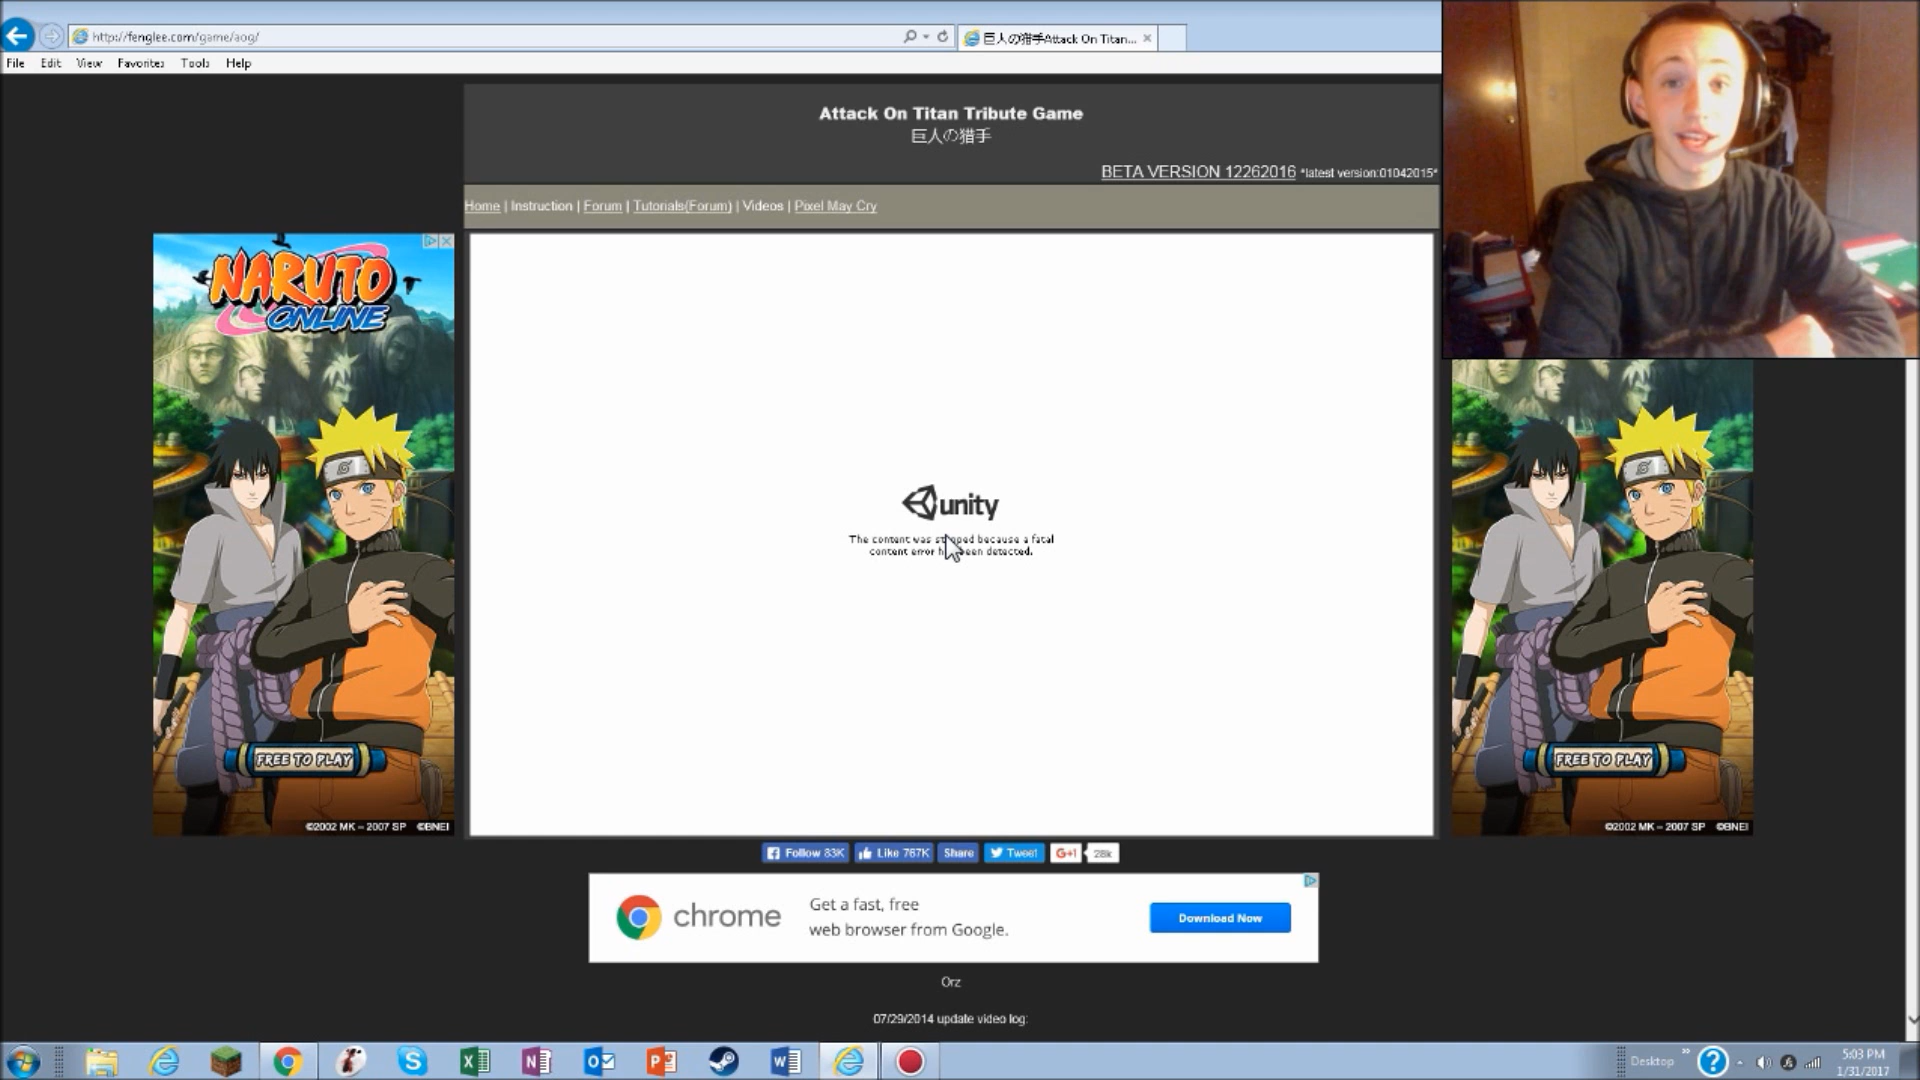 http://fenglee.com/game/aog/
巨人の猎手Attack On Titan...
File Edit View Favorites Tools Help
Attack On Titan Tribute Game
巨人の猎手
BETA VERSION 12262016 *latest version:01042015*
Home | Instruction | Forum | Tutorials(Forum) | Videos | Pixel May Cry
NARUTO
ONLINE
FREE TO PLAY
©2002 MK – 2007 SP ©BNEI
unity
The content was because a fatal
content error been detected.
FREE TO PLAY
©2002 MK – 2007 SP ©BNEI
Follow 83K Like 767K Share Tweet G+1 28k
chrome
Get a fast, free
web browser from Google.
Download Now
Orz
07/29/2014 update video log:
Desktop
5:03 PM
1/31/2017